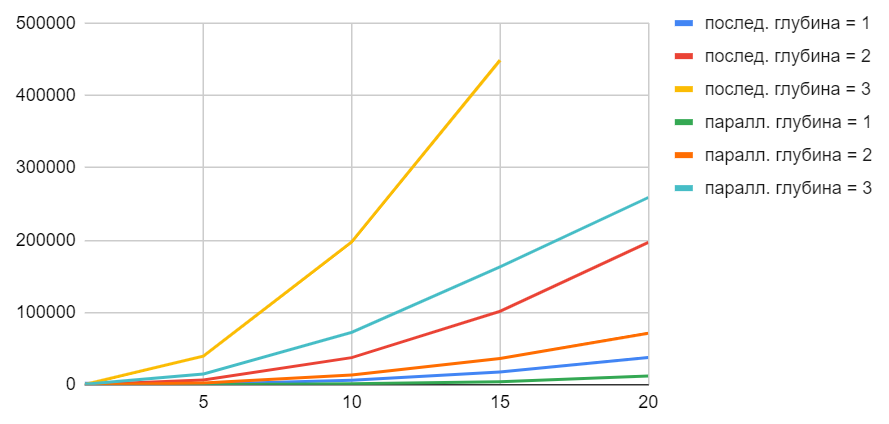 500000
400000
300000
200000
100000
0
5
10
15
20
послед. глубина = 1
послед. глубина = 2
послед. глубина = 3
паралл. глубина = 1
паралл. глубина = 2
паралл. глубина = 3